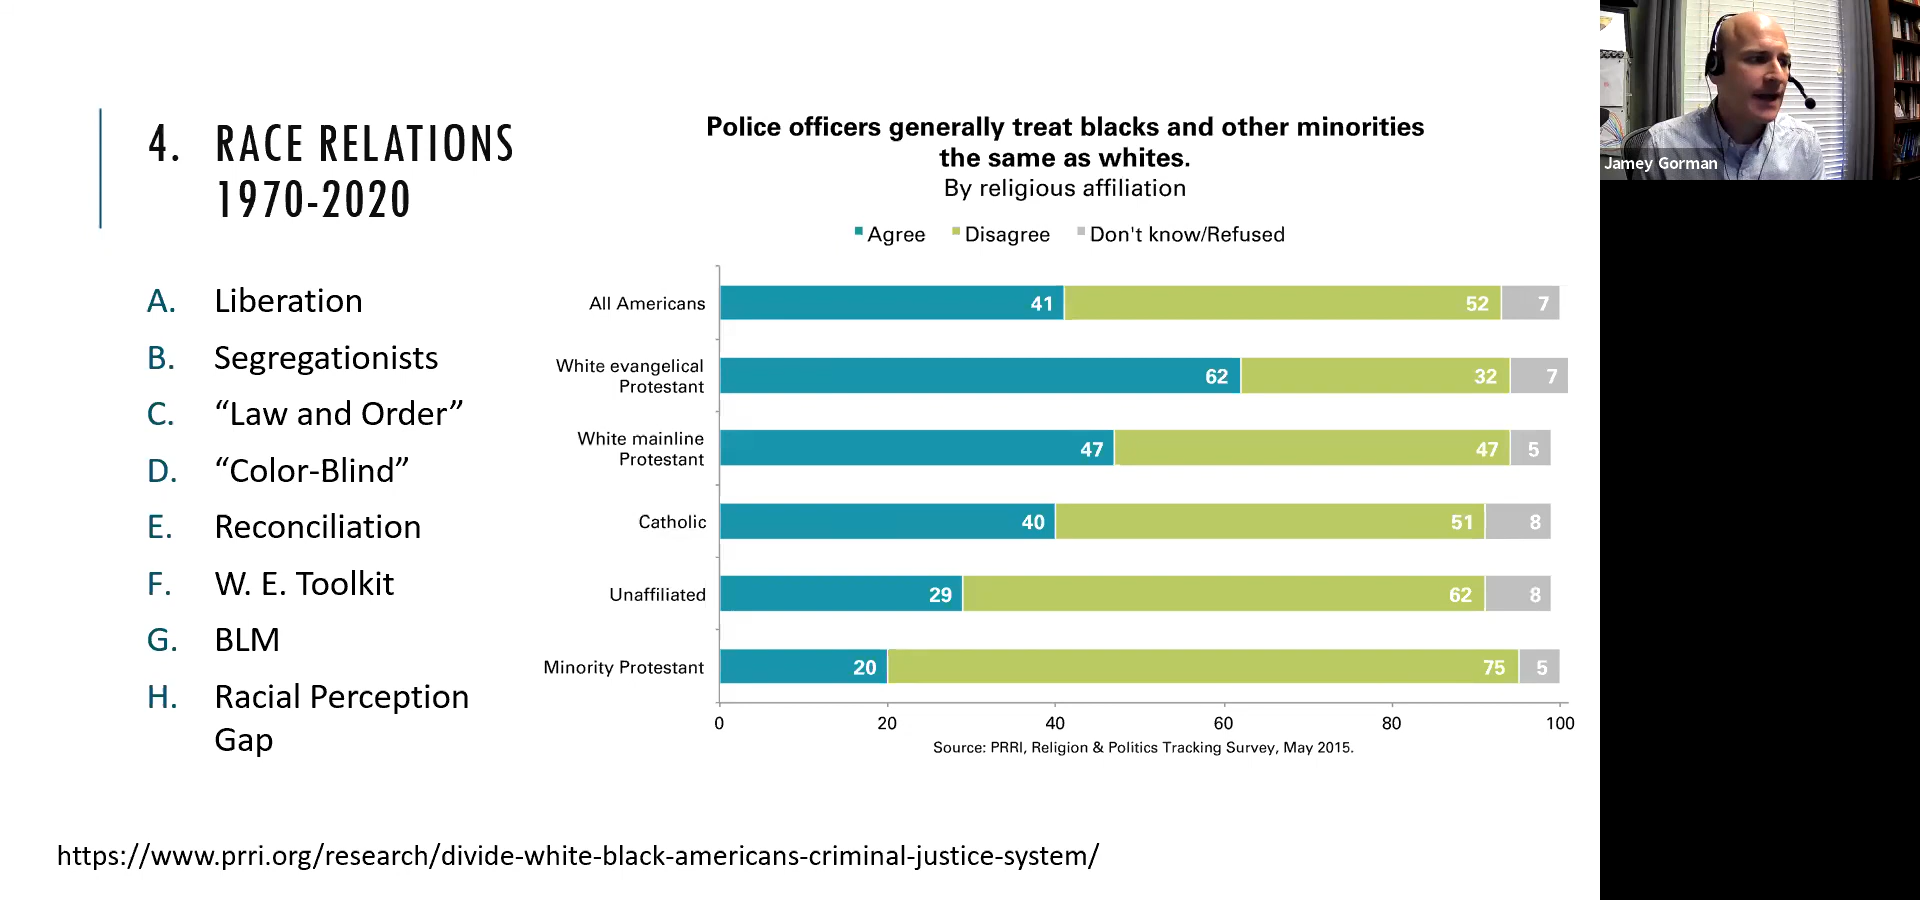 4. RACE RELATIONS
1970-2020
A. Liberation
B. Segregationists
C. “Law and Order”
D. “Color-Blind”
E. Reconciliation
F. W. E. Toolkit
G. BLM
H. Racial Perception
Gap
Police officers generally treat blacks and other minorities
the same as whites.
By religious affiliation
Agree Disagree Don't know/Refused
All Americans 41 52 7
White evangelical
Protestant 62 32 7
White mainline
Protestant 47 47 5
Catholic 40 51 8
Unaffiliated 29 62 8
Minority Protestant 20 75 5
0 20 40 60 80 100
Source: PRRI, Religion & Politics Tracking Survey, May 2015.
https://www.prri.org/research/divide-white-black-americans-criminal-justice-system/
Jamey Gorman